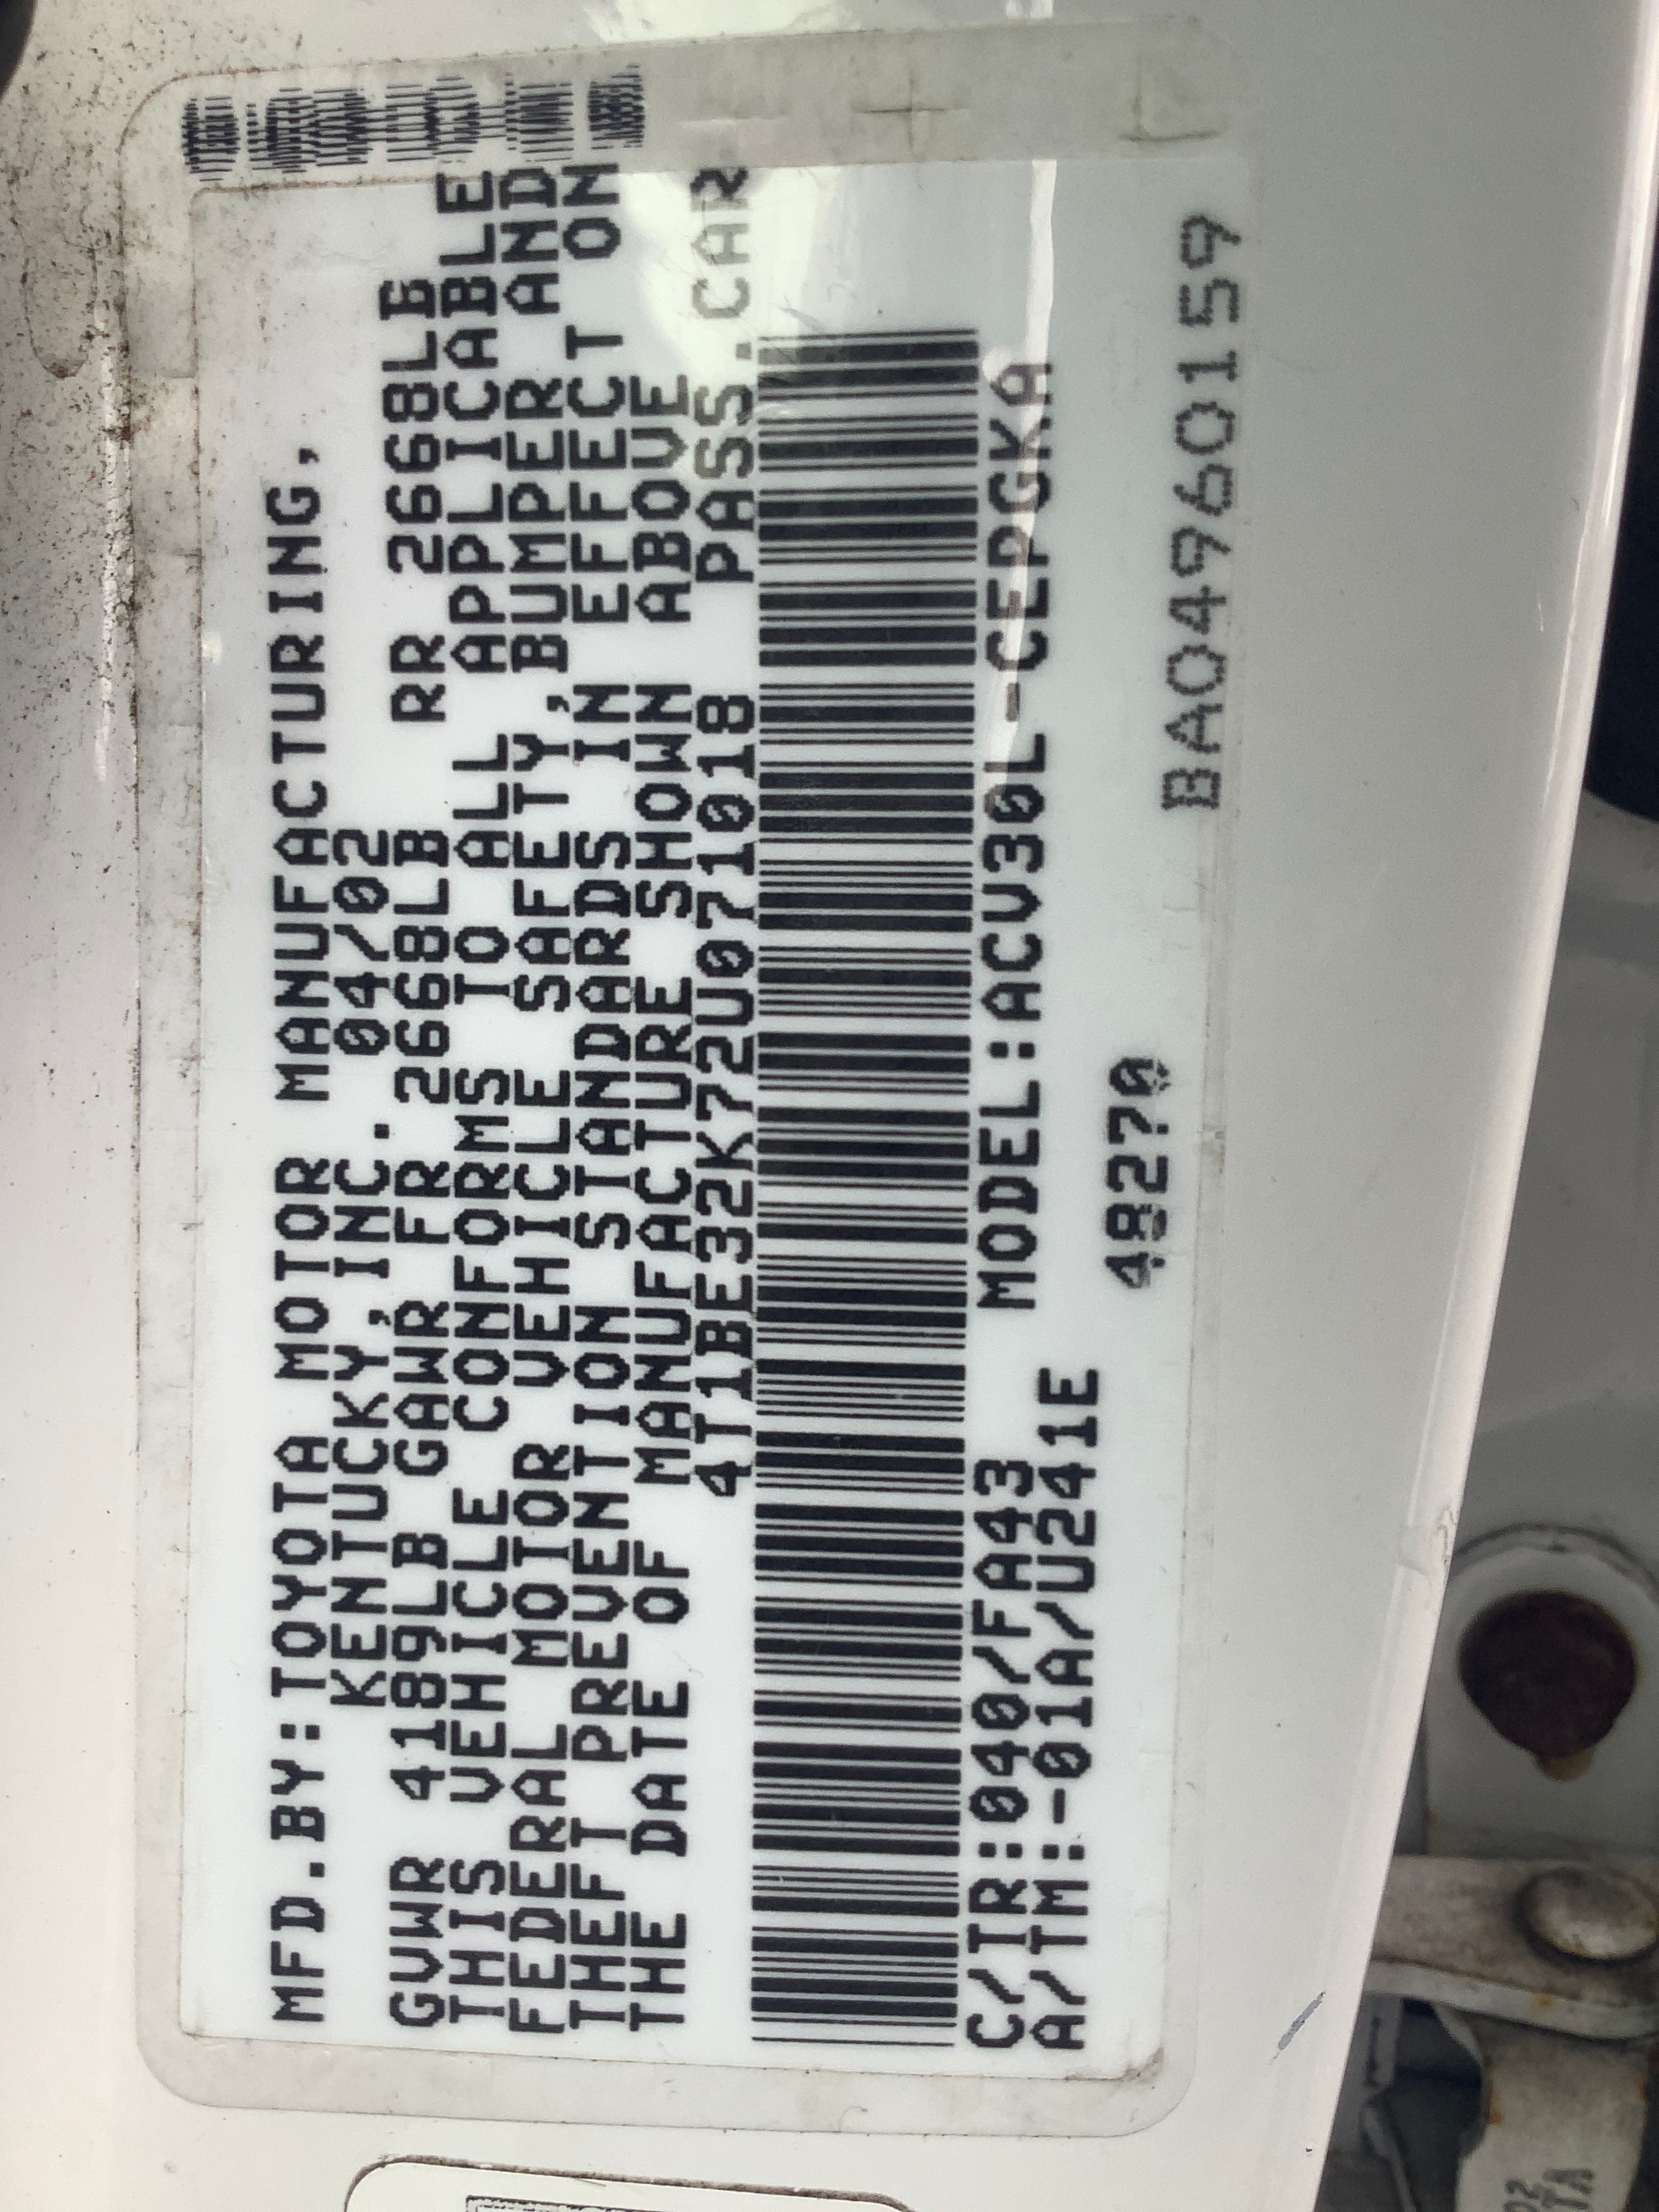 MFD.BY:TOYOTA MOTOR MANUFACTURING,
KENTUCKY,INC. 04/02
GVWR 4189LB GAWR FR 2668LB RR 2668LB
THIS VEHICLE CONFORMS TO ALL APPLICABLE
FEDERAL MOTOR VEHICLE SAFETY,BUMPER AND
THEFT PREVENTION STANDARDS IN EFFECT ON
THE DATE OF MANUFACTURE SHOWN ABOVE
4T1BE32K72U071018 PASS.CAR
C/TR:040/FA43 MODEL:ACV30L-CEPGKA
A/TM:-01A/U241E
48270
BA04960159